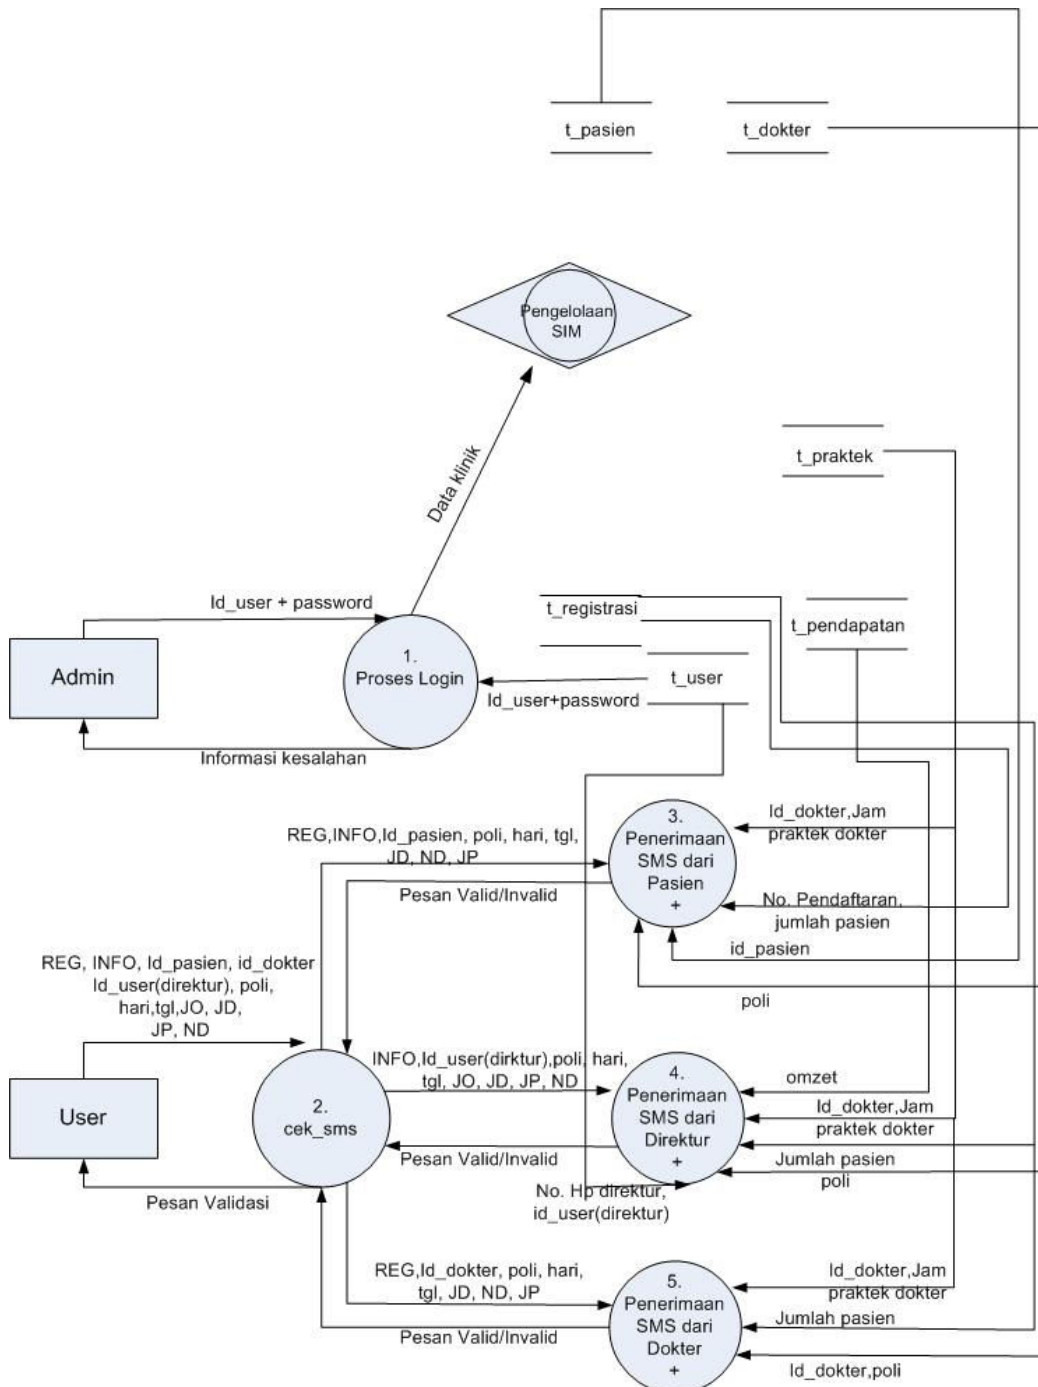 t_pasien
t_dokter
Pengelolaan
SIM
t_praktek
Data klinik
Id_user + password
t_registrasi
t_pendapatan
Admin
1.
Proses Login
t_user
Id_user+password
Informasi kesalahan
REG,INFO,Id_pasien, poli, hari, tgl,
JD, ND, JP
3.
Penerimaan
SMS dari
Pasien
+
Id_dokter,Jam
praktek dokter
Pesan Valid/Invalid
No. Pendaftaran,
jumlah pasien
id_pasien
poli
REG, INFO, Id_pasien, id_dokter
Id_user(direktur), poli,
hari,tgl,JO, JD,
JP, ND
User
2.
cek_sms
INFO,Id_user(dirktur),poli, hari,
tgl, JO, JD, JP, ND
4.
Penerimaan
SMS dari
Direktur
+
omzet
Id_dokter,Jam
praktek dokter
Pesan Valid/Invalid
Jumlah pasien
poli
Pesan Validasi
No. Hp direktur,
id_user(direktur)
REG,Id_dokter, poli, hari,
tgl, JD, ND, JP
5.
Penerimaan
SMS dari
Dokter
+
Id_dokter,Jam
praktek dokter
Jumlah pasien
Pesan Valid/Invalid
Id_dokter,poli